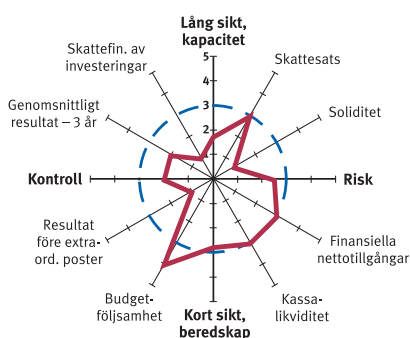 Lång sikt,
kapacitet
Skattefin. av
investeringar
Skattesats
Genomsnittligt
resultat – 3 år
Soliditet
5
4
3
2
1
Kontroll
Risk
Resultat
före extra-
ord. poster
Finansiella
nettotillgångar
Budget-
följsamhet
Kassa-
likviditet
Kort sikt,
beredskap